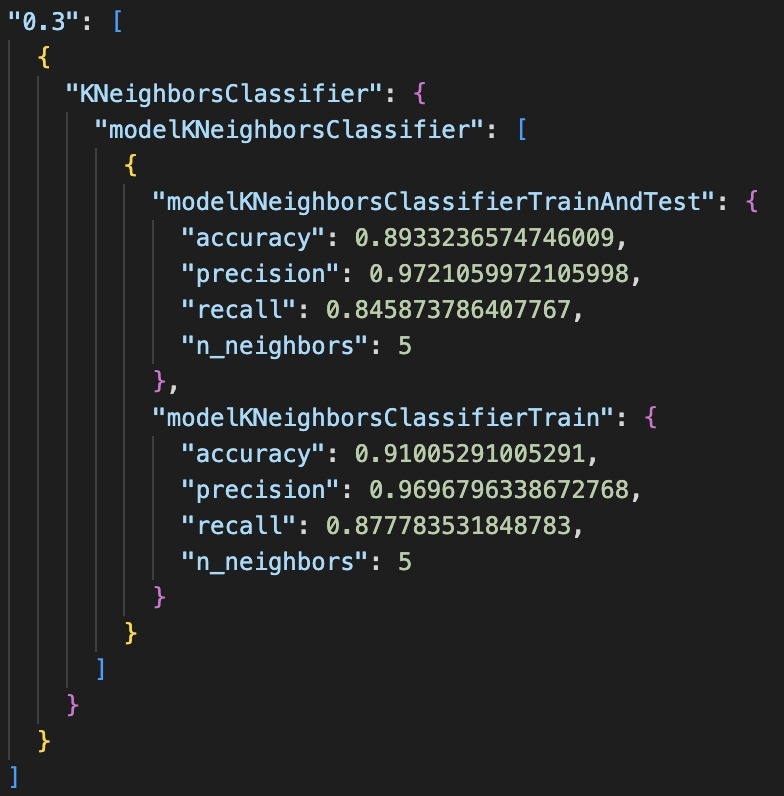 "0.3": [
{
"KNeighborsClassifier": {
"modelKNeighborsClassifier": [
{
"modelKNeighborsClassifierTrainAndTest": {
"accuracy": 0.8933236574746009,
"precision": 0.9721059972105998,
"recall": 0.845873786407767,
"n_neighbors": 5
},
"modelKNeighborsClassifierTrain": {
"accuracy": 0.91005291005291,
"precision": 0.9696796338672768,
"recall": 0.877783531848783,
"n_neighbors": 5
}
}
]
}
}
]